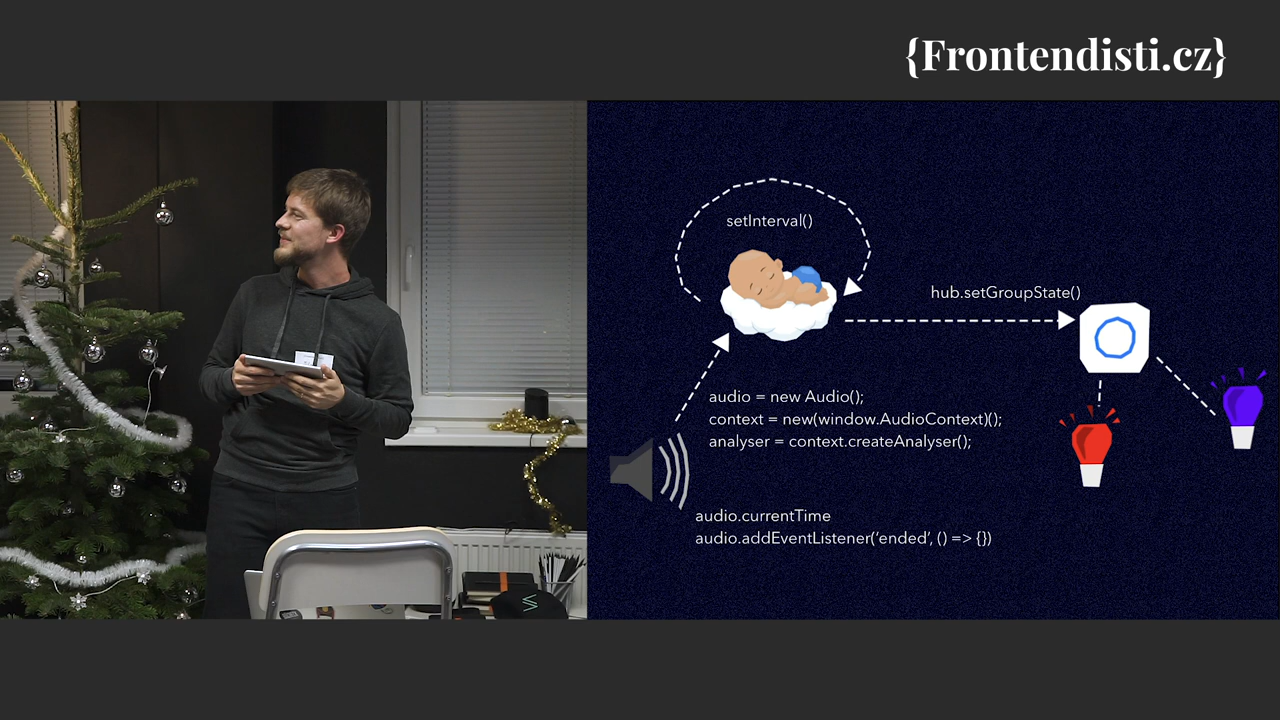 {Frontendisti.cz}
setInterval()
hub.setGroupState()
audio = new Audio();
context = new(window.AudioContext)();
analyser = context.createAnalyser();
audio.currentTime
audio.addEventListener('ended', () => {})